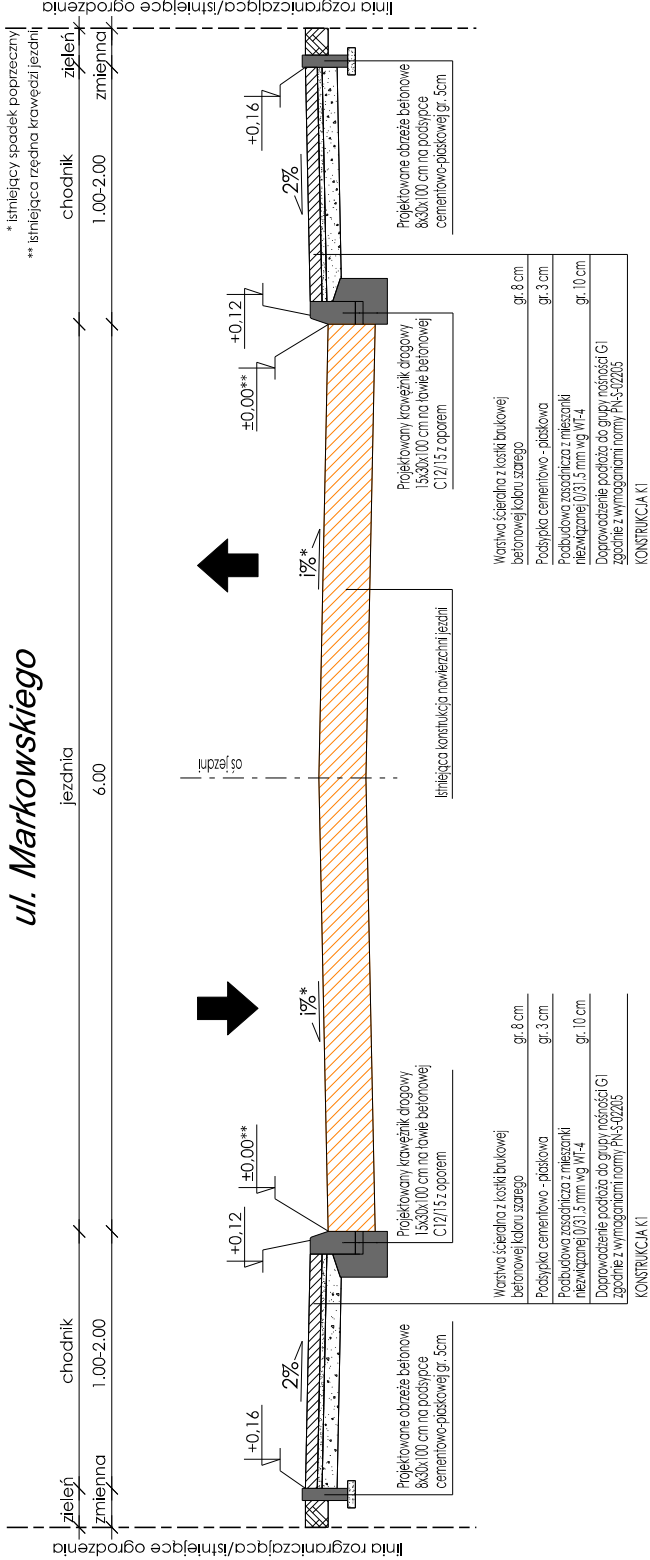 ul. Markowskiego
* istniejący spadek poprzeczny
** istniejąca rzędna krawędzi jezdni
linia rozgraniczająca/istniejące ogrodzenia
zieleń
chodnik
jezdnia
chodnik
zieleń
linia rozgraniczająca/istniejące ogrodzenia
zmienna
1.00-2.00
6.00
1.00-2.00
zmienna
+0,16
+0,12
±0,00**
oś jezdni
±0,00**
+0,12
+0,16
2%
i%*
i%*
2%
Projektowane obrzeże betonowe
8x30x100 cm na podsypce
cementowo-piaskowej gr. 5cm
Projektowany krawężnik drogowy
15x30x100 cm na ławie betonowej
C12/15 z oporem
Istniejąca konstrukcja nawierzchni jezdni
Projektowany krawężnik drogowy
15x30x100 cm na ławie betonowej
C12/15 z oporem
Projektowane obrzeże betonowe
8x30x100 cm na podsypce
cementowo-piaskowej gr. 5cm
Warstwa ścieralna z kostki brukowej
betonowej koloru szarego gr. 8 cm
Podsypka cementowo - piaskowa gr. 3 cm
Podbudowa zasadnicza z mieszanki
niezwiązanej 0/31,5 mm wg WT-4 gr. 10 cm
Doprowadzenie podłoża do grupy nośności G1
zgodnie z wymaganiami normy PN-S-02205
KONSTRUKCJA K1
Warstwa ścieralna z kostki brukowej
betonowej koloru szarego gr. 8 cm
Podsypka cementowo - piaskowa gr. 3 cm
Podbudowa zasadnicza z mieszanki
niezwiązanej 0/31,5 mm wg WT-4 gr. 10 cm
Doprowadzenie podłoża do grupy nośności G1
zgodnie z wymaganiami normy PN-S-02205
KONSTRUKCJA K1